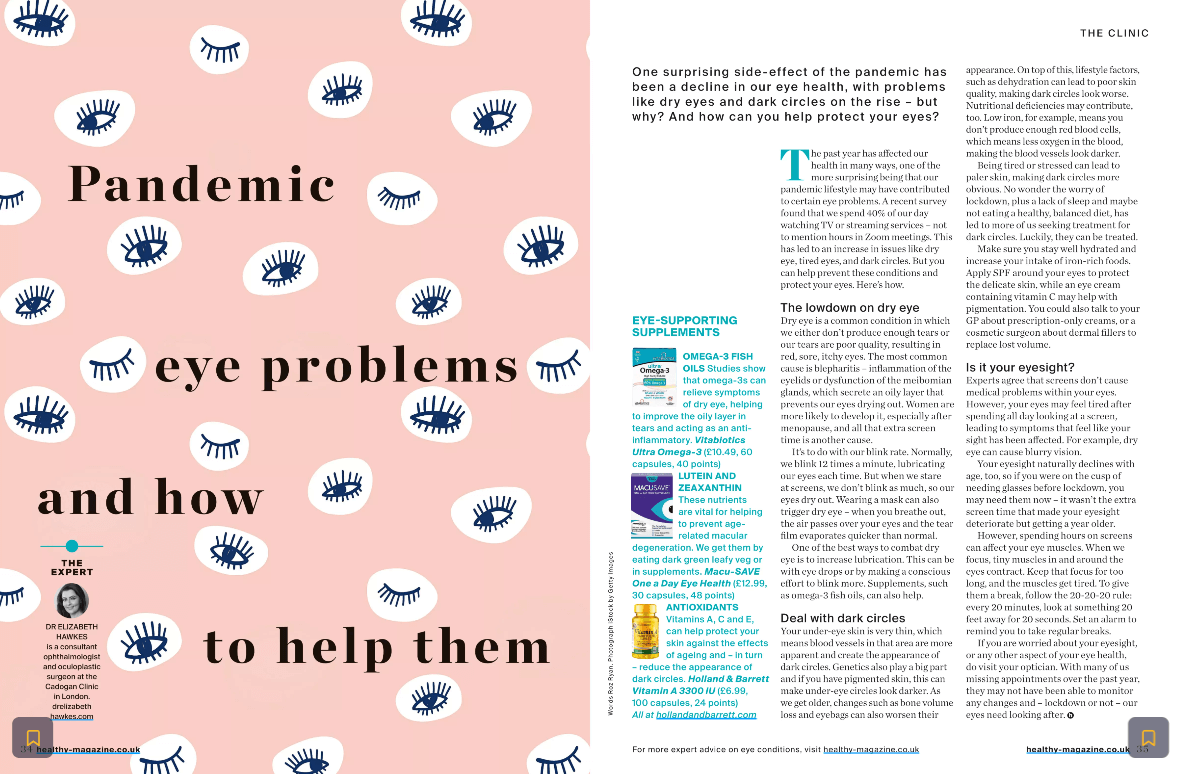 Pandemic
eye problems
and how
to help them
THE
EXPERT
DR ELIZABETH
HAWKES
is a consultant
ophthalmologist
and oculoplastic
surgeon at the
Cadogan Clinic
in London.
drelizabeth
hawkes.com
34 healthy-magazine.co.uk
THE CLINIC
One surprising side-effect of the pandemic has
been a decline in our eye health, with problems
like dry eyes and dark circles on the rise – but
why? And how can you help protect your eyes?
The past year has affected our
health in many ways, one of the
more surprising being that our
pandemic lifestyle may have contributed
to certain eye problems. A recent survey
found that we spend 40% of our day
watching TV or streaming services – not
to mention hours in Zoom meetings. This
has led to an increase in issues like dry
eye, tired eyes, and dark circles. But you
can help prevent these conditions and
protect your eyes. Here's how.
The lowdown on dry eye
Dry eye is a common condition in which
we either don't produce enough tears or
our tears are poor quality, resulting in
red, sore, itchy eyes. The most common
cause is blepharitis – inflammation of the
eyelids or dysfunction of the meibomian
glands, which secrete an oily layer that
prevents our eyes drying out. Women are
more likely to develop it, especially after
menopause, and all that extra screen
time is another cause.
It's to do with our blink rate. Normally,
we blink 12 times a minute, lubricating
our eyes each time. But when we stare
at screens, we don't blink as much, so our
eyes dry out. Wearing a mask can also
trigger dry eye – when you breathe out,
the air passes over your eyes and the tear
film evaporates quicker than normal.
One of the best ways to combat dry
eye is to increase lubrication. This can be
with eye drops or by making a conscious
effort to blink more. Supplements, such
as omega-3 fish oils, can also help.
Deal with dark circles
Your under-eye skin is very thin, which
means blood vessels in that area are more
apparent and create the appearance of
dark circles. Genetics also play a big part
and if you have pigmented skin, this can
make under-eye circles look darker. As
we get older, changes such as bone volume
loss and eyebags can also worsen their
appearance. On top of this, lifestyle factors,
such as dehydration can lead to poor skin
quality, making dark circles look worse.
Nutritional deficiencies may contribute,
too. Low iron, for example, means you
don't produce enough red blood cells,
which means less oxygen in the blood,
making the blood vessels look darker.
Being tired or stressed can lead to
paler skin, making dark circles more
obvious. No wonder the worry of
lockdown, plus a lack of sleep and maybe
not eating a healthy, balanced diet, has
led to more of us seeking treatment for
dark circles. Luckily, they can be treated.
Make sure you stay well hydrated and
increase your intake of iron-rich foods.
Apply SPF around your eyes to protect
the delicate skin, while an eye cream
containing vitamin C may help with
pigmentation. You could also talk to your
GP about prescription-only creams, or a
cosmetic surgeon about dermal fillers to
replace lost volume.
Is it your eyesight?
Experts agree that screens don't cause
medical problems within your eyes.
However, your eyes may feel tired after
spending all day looking at a screen,
leading to symptoms that feel like your
sight has been affected. For example, dry
eye can cause blurry vision.
Your eyesight naturally declines with
age, too, so if you were on the cusp of
needing glasses before lockdown, you
may need them now – it wasn't the extra
screen time that made your eyesight
deteriorate but getting a year older.
However, spending hours on screens
can affect your eye muscles. When we
focus, tiny muscles in and around the
eyes contract. Keep that focus for too
long, and the muscles get tired. To give
them a break, follow the 20-20-20 rule:
every 20 minutes, look at something 20
feet away for 20 seconds. Set an alarm to
remind you to take regular breaks.
If you are worried about your eyesight,
or any other aspect of your eye health,
do visit your optician. With many of us
missing appointments over the past year,
they may not have been able to monitor
any changes and – lockdown or not – our
eyes need looking after.
EYE-SUPPORTING
SUPPLEMENTS
ultra
Omega-3
OMEGA-3 FISH
OILS Studies show
that omega-3s can
relieve symptoms
of dry eye, helping
to improve the oily layer in
tears and acting as an anti-
inflammatory. Vitabiotics
Ultra Omega-3 (£10.49, 60
capsules, 40 points)
MACUSAVE
LUTEIN AND
ZEAXANTHIN
These nutrients
are vital for helping
to prevent age-
related macular
degeneration. We get them by
eating dark green leafy veg or
in supplements. Macu-SAVE
One a Day Eye Health (£12.99,
30 capsules, 48 points)
Vitamin A
ANTIOXIDANTS
Vitamins A, C and E,
can help protect your
skin against the effects
of ageing and – in turn
– reduce the appearance of
dark circles. Holland & Barrett
Vitamin A 3300 IU (£6.99,
100 capsules, 24 points)
All at hollandandbarrett.com
Words Roz Ryan. Photograph iStock by Getty Images
For more expert advice on eye conditions, visit healthy-magazine.co.uk
healthy-magazine.co.uk 35